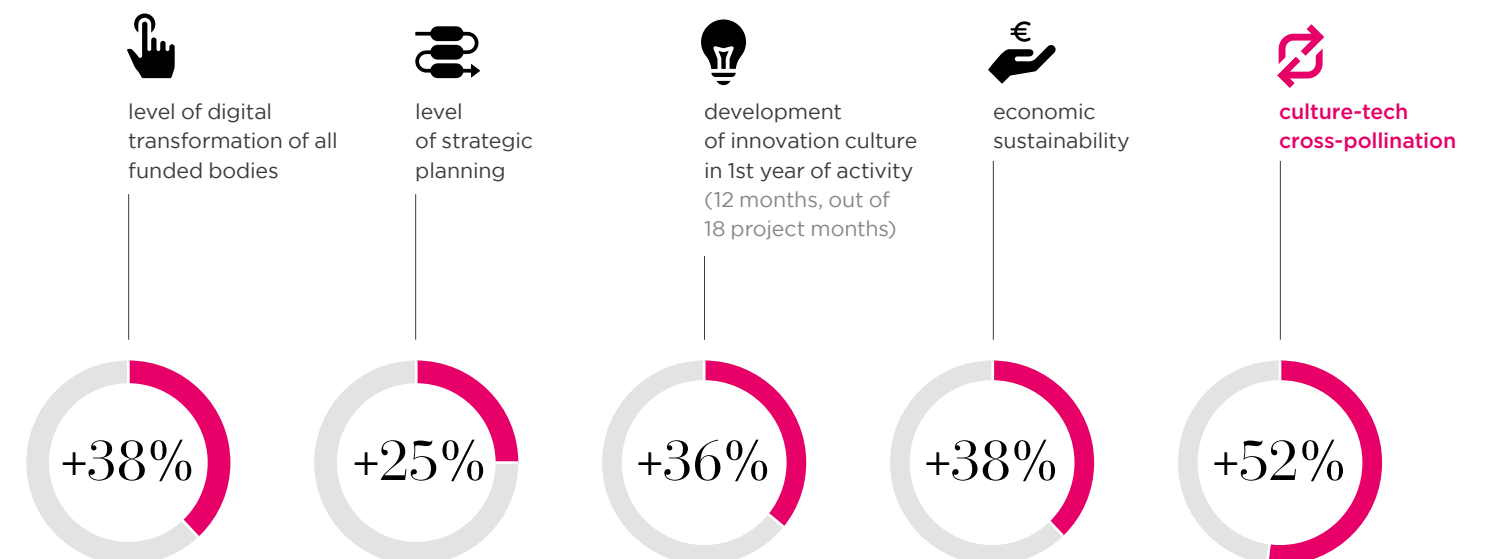 €
level of digital
transformation of all
funded bodies
level
of strategic
planning
development
of innovation culture
in 1st year of activity
(12 months, out of
18 project months)
economic
sustainability
culture-tech
cross-pollination
+38%
+25%
+36%
+38%
+52%